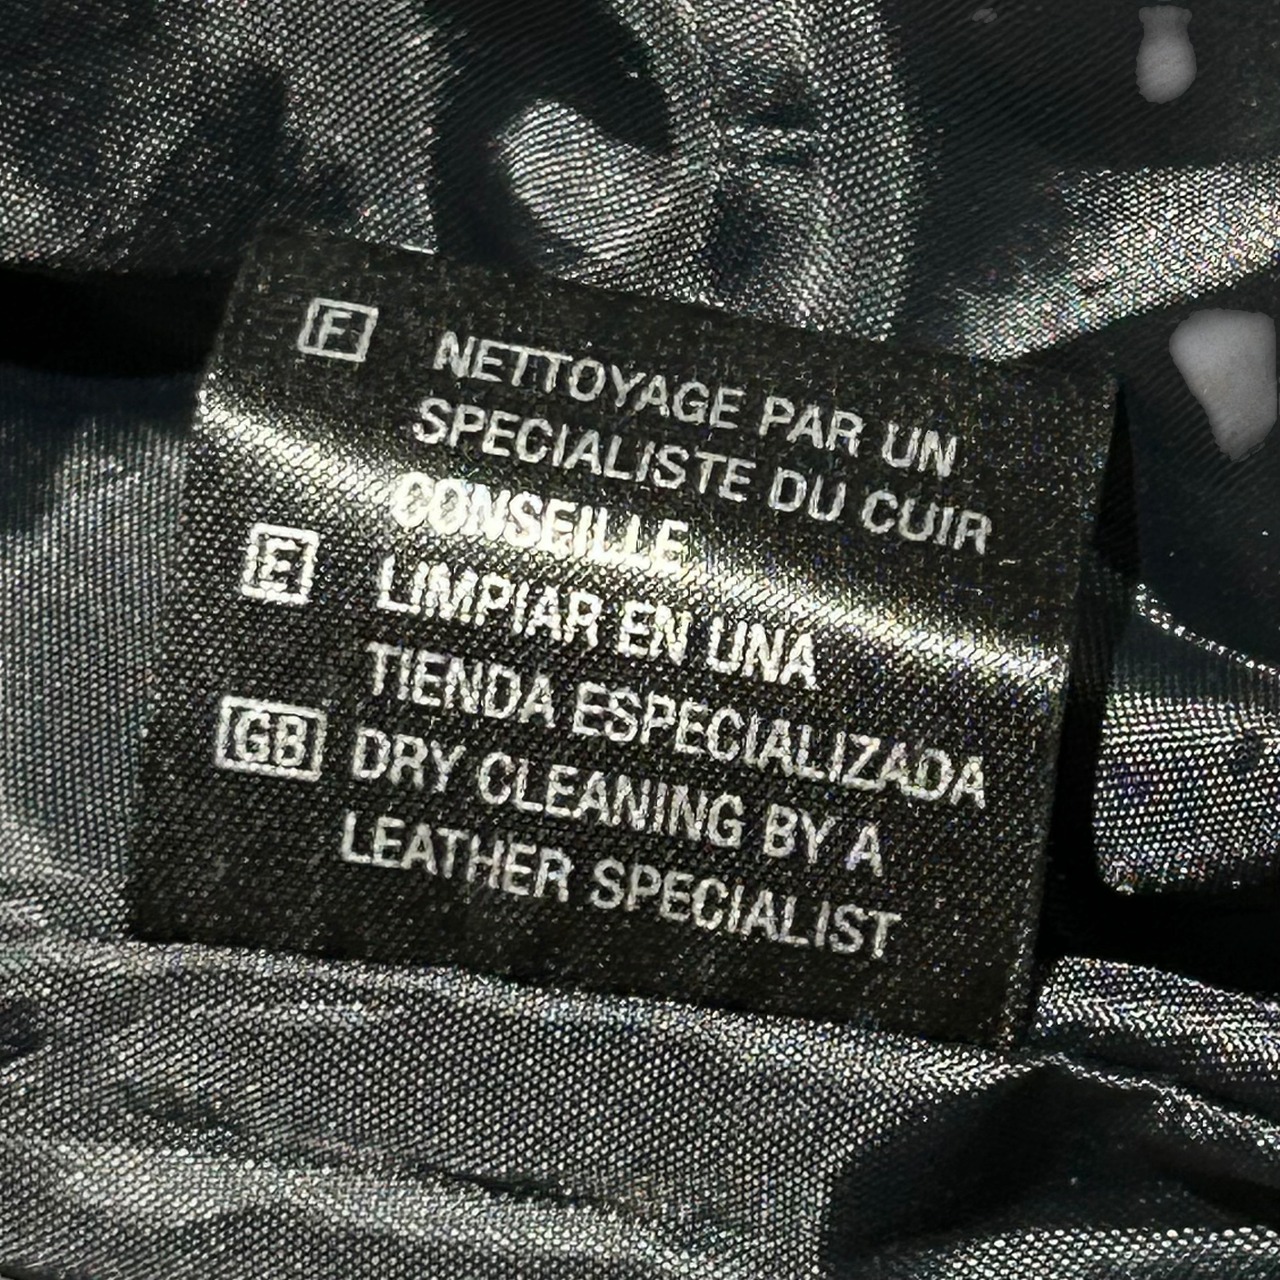 F NETTOYAGE PAR UN
SPECIALISTE DU CUIR
CONSEILLE
E LIMPIAR EN UNA
TIENDA ESPECIALIZADA
GB DRY CLEANING BY A
LEATHER SPECIALIST